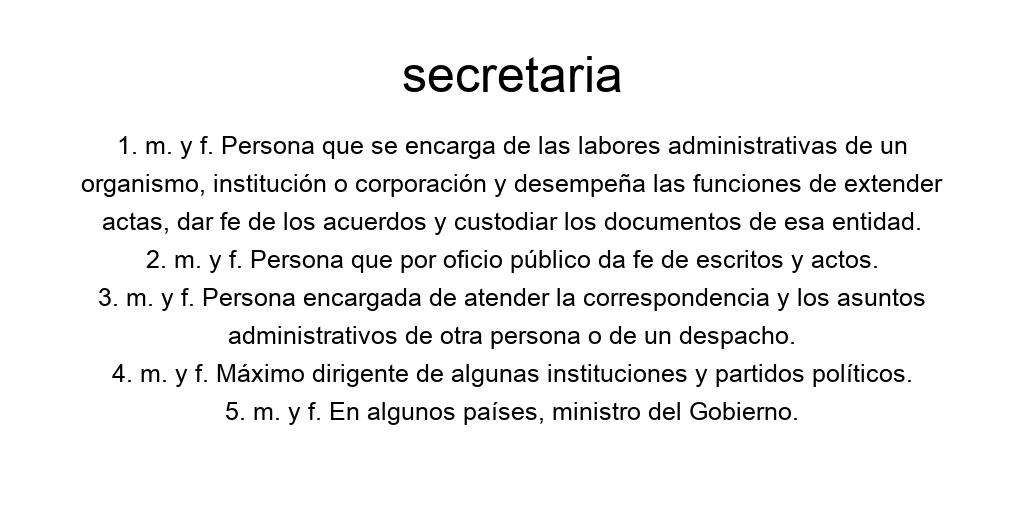 secretaria
1. m. y f. Persona que se encarga de las labores administrativas de un
organismo, institución o corporación y desempeña las funciones de extender
actas, dar fe de los acuerdos y custodiar los documentos de esa entidad.
2. m. y f. Persona que por oficio público da fe de escritos y actos.
3. m. y f. Persona encargada de atender la correspondencia y los asuntos
administrativos de otra persona o de un despacho.
4. m. y f. Máximo dirigente de algunas instituciones y partidos políticos.
5. m. y f. En algunos países, ministro del Gobierno.